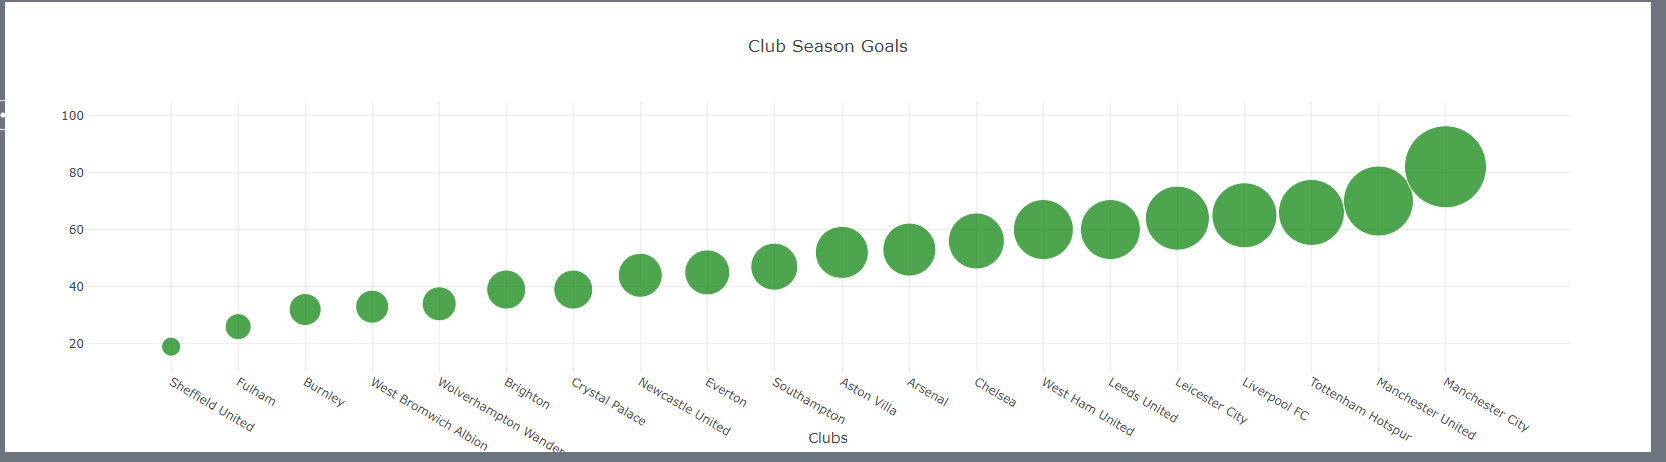 Club Season Goals
100
80
60
40
20
Sheffield United
Fulham
Burnley
West Bromwich Albion
Wolverhampton Wander
Brighton
Crystal Palace
Newcastle United
Everton
Southampton
Aston Villa
Arsenal
Chelsea
West Ham United
Leeds United
Leicester City
Liverpool FC
Tottenham Hotspur
Manchester United
Manchester City
Clubs